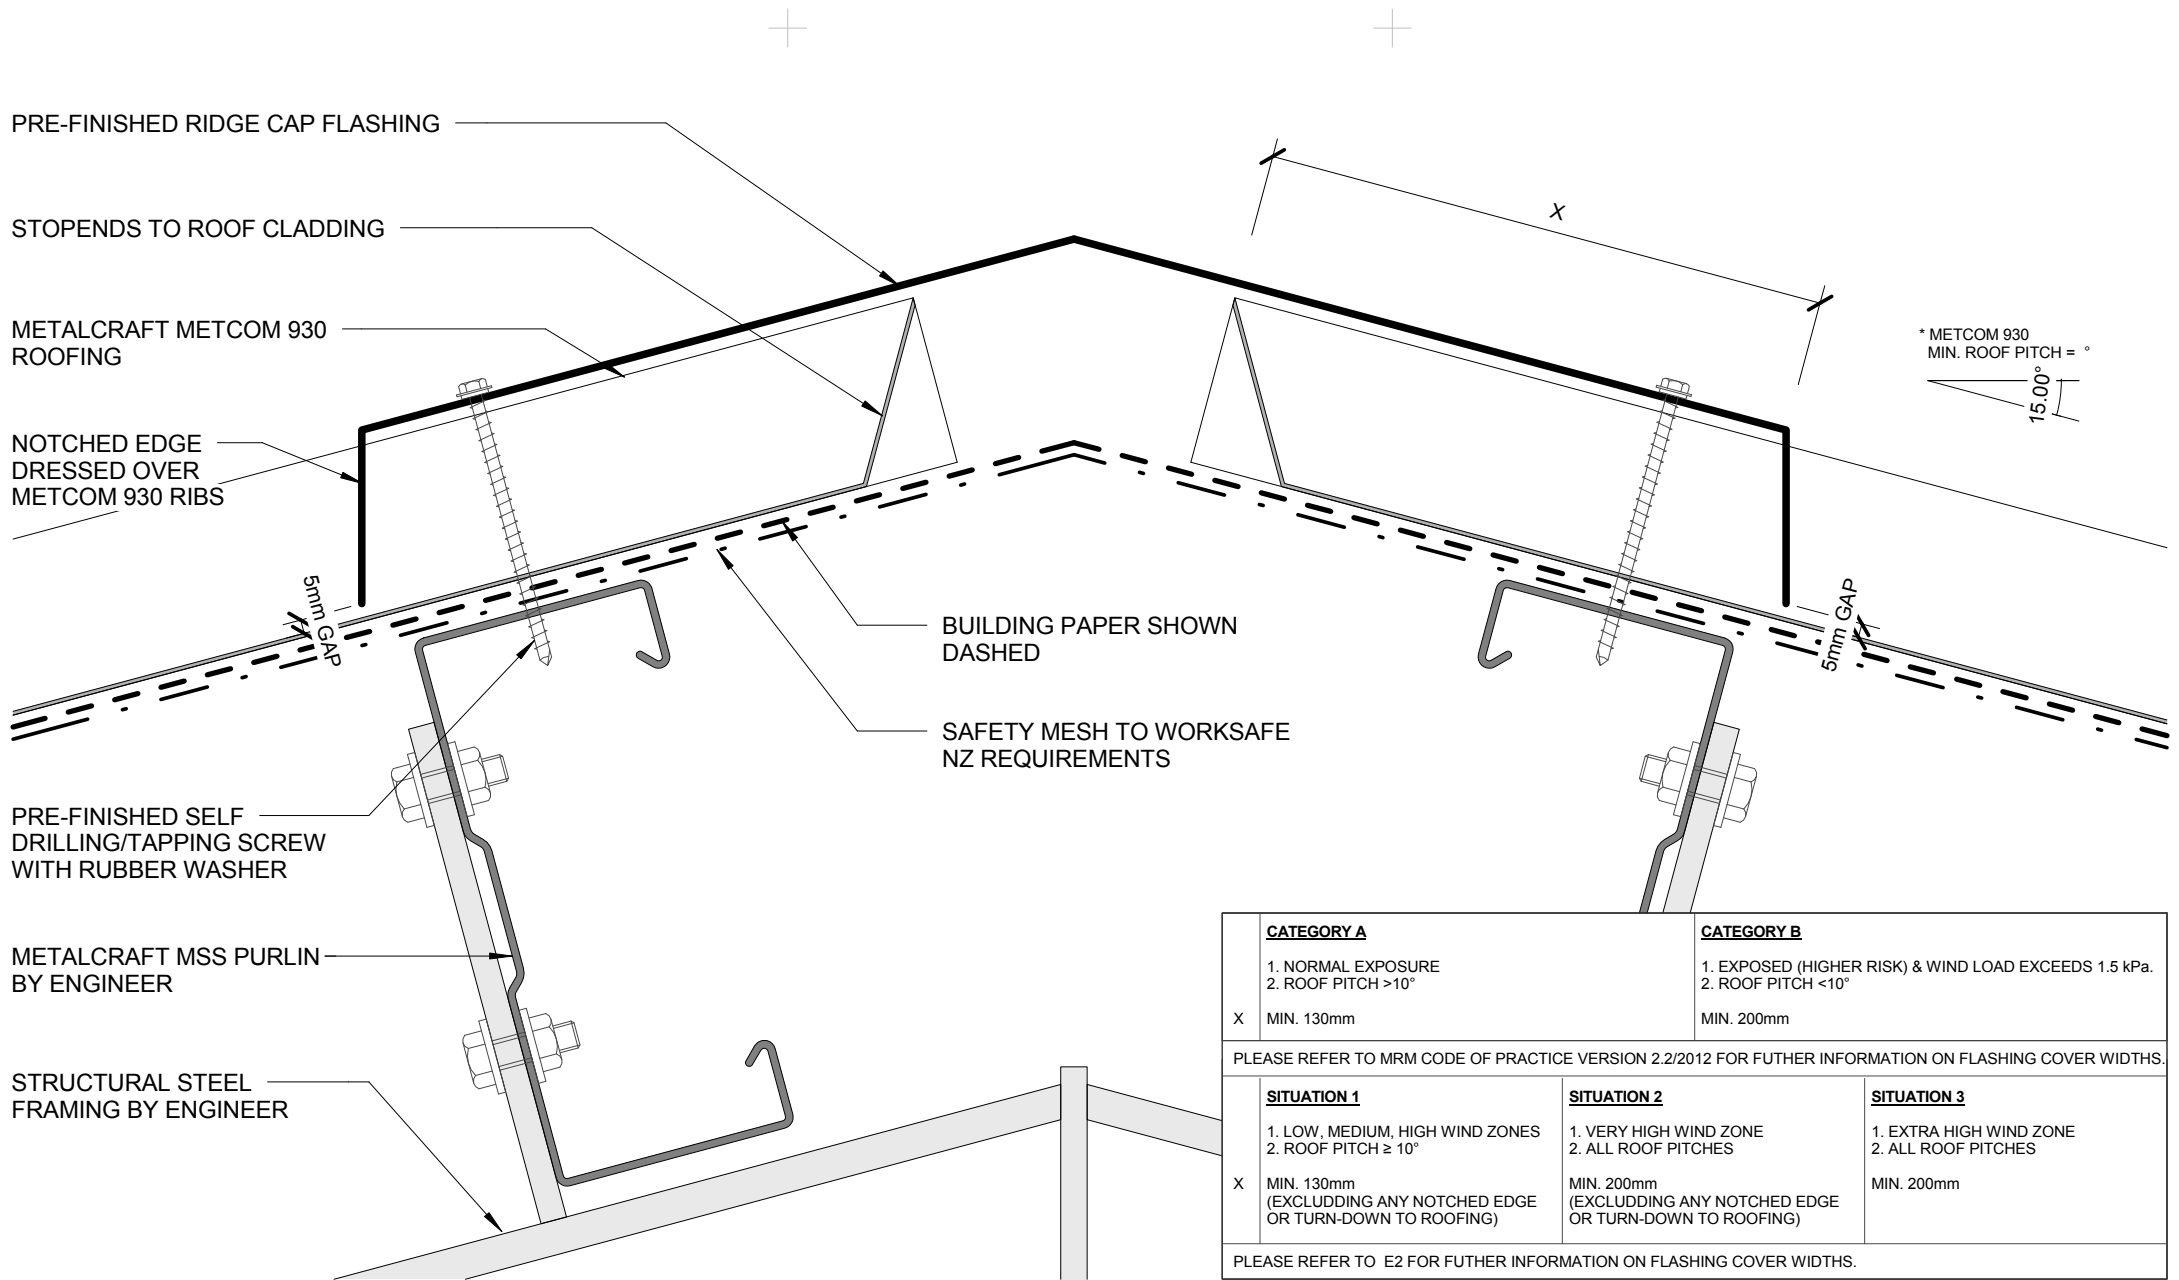 PRE-FINISHED RIDGE CAP FLASHING
STOPENDS TO ROOF CLADDING
METALCRAFT METCOM 930
ROOFING
NOTCHED EDGE
DRESSED OVER
METCOM 930 RIBS
5mm GAP
PRE-FINISHED SELF
DRILLING/TAPPING SCREW
WITH RUBBER WASHER
METALCRAFT MSS PURLIN
BY ENGINEER
STRUCTURAL STEEL
FRAMING BY ENGINEER
BUILDING PAPER SHOWN
DASHED
SAFETY MESH TO WORKSAFE
NZ REQUIREMENTS
X
* METCOM 930
MIN. ROOF PITCH = °
15.00°
5mm GAP
CATEGORY A
1. NORMAL EXPOSURE
2. ROOF PITCH >10°
X MIN. 130mm
CATEGORY B
1. EXPOSED (HIGHER RISK) & WIND LOAD EXCEEDS 1.5 kPa.
2. ROOF PITCH <10°
MIN. 200mm
PLEASE REFER TO MRM CODE OF PRACTICE VERSION 2.2/2012 FOR FUTHER INFORMATION ON FLASHING COVER WIDTHS.
SITUATION 1
1. LOW, MEDIUM, HIGH WIND ZONES
2. ROOF PITCH ≥ 10°
X MIN. 130mm
(EXCLUDDING ANY NOTCHED EDGE
OR TURN-DOWN TO ROOFING)
SITUATION 2
1. VERY HIGH WIND ZONE
2. ALL ROOF PITCHES
MIN. 200mm
(EXCLUDDING ANY NOTCHED EDGE
OR TURN-DOWN TO ROOFING)
SITUATION 3
1. EXTRA HIGH WIND ZONE
2. ALL ROOF PITCHES
MIN. 200mm
PLEASE REFER TO E2 FOR FUTHER INFORMATION ON FLASHING COVER WIDTHS.